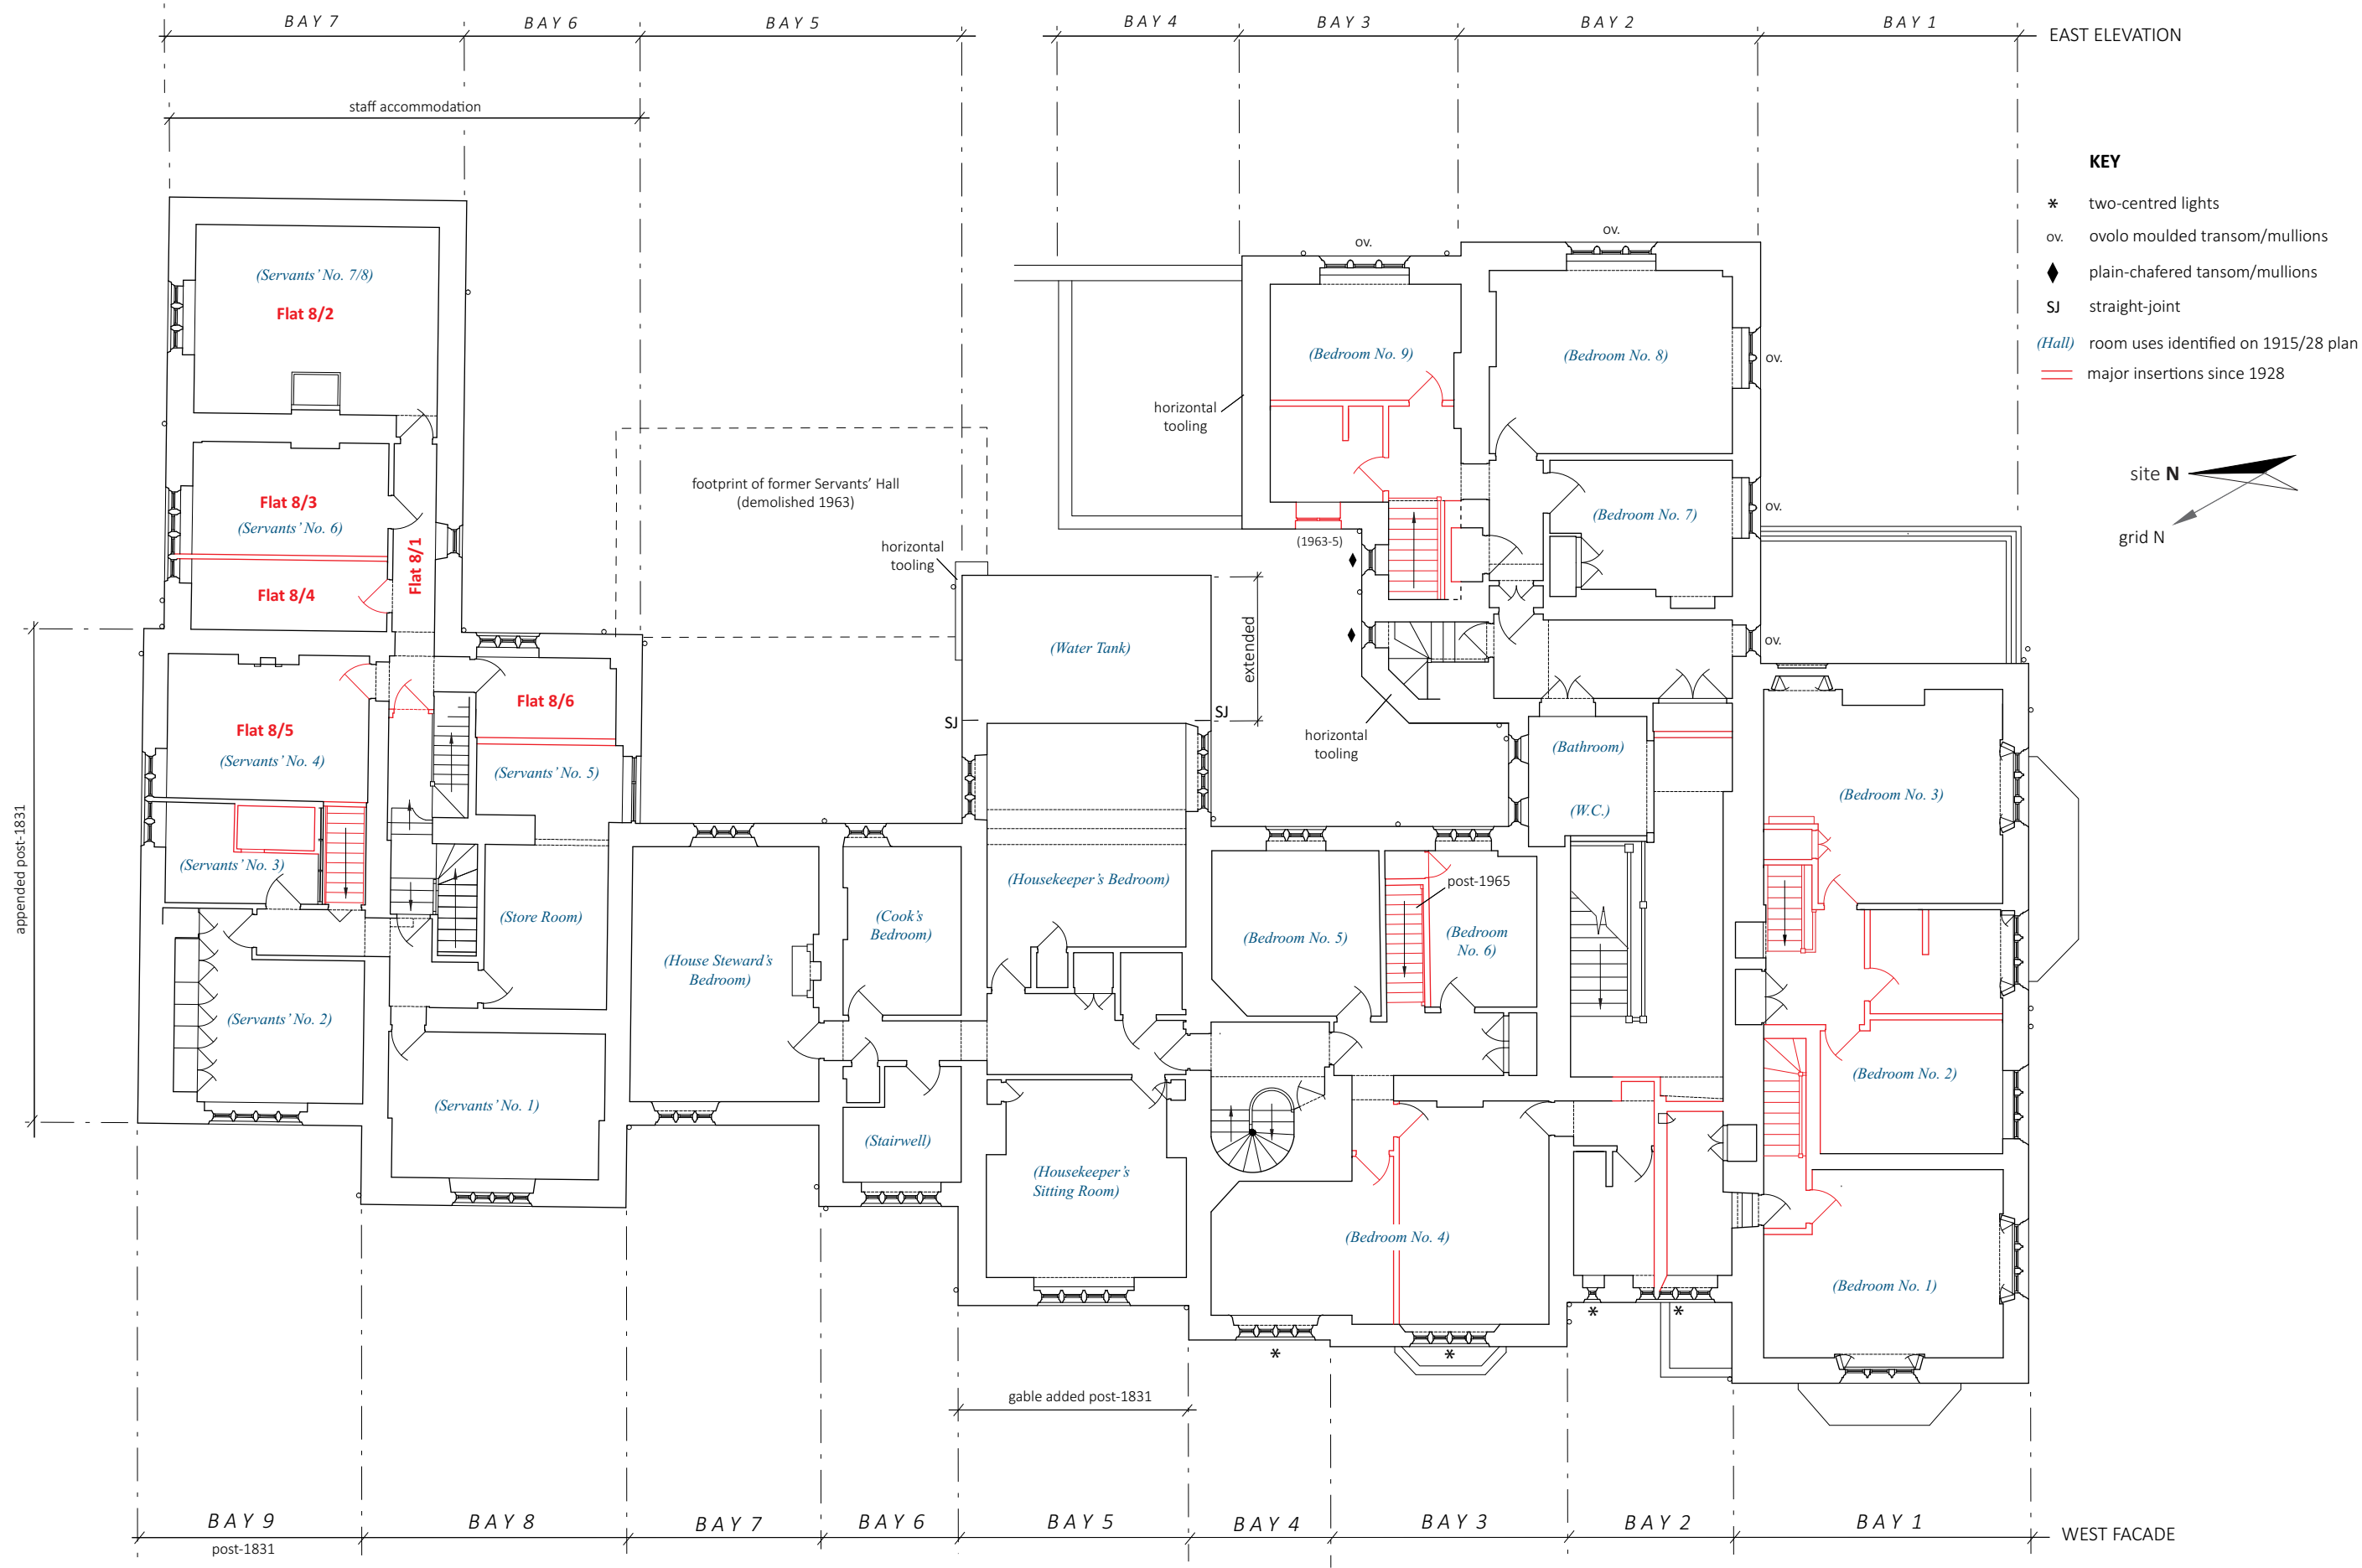 BAY 7
BAY 6
BAY 5
BAY 4
BAY 3
BAY 2
BAY 1
EAST ELEVATION
staff accommodation
KEY
* two-centred lights
ov. ovolo moulded transom/mullions
plain-chafered tansom/mullions
SJ straight-joint
(Hall) room uses identified on 1915/28 plan
major insertions since 1928
site N
grid N
(Servants' No. 7/8)
Flat 8/2
Flat 8/3
(Servants' No. 6)
Flat 8/4
Flat 8/1
footprint of former Servants' Hall
(demolished 1963)
horizontal
tooling
horizontal
tooling
ov.
ov.
(Bedroom No. 9)
(Bedroom No. 8)
ov.
(Bedroom No. 7)
ov.
(1963-5)
ov.
(Water Tank)
extended
SJ
SJ
horizontal
tooling
Flat 8/6
Flat 8/5
(Servants' No. 4)
(Servants' No. 5)
(Bathroom)
(W.C.)
(Bedroom No. 3)
appended post-1831
(Servants' No. 3)
(Store Room)
(House Steward's
Bedroom)
(Cook's
Bedroom)
(Housekeeper's Bedroom)
(Bedroom No. 5)
post-1965
(Bedroom
No. 6)
(Servants' No. 2)
(Servants' No. 1)
(Stairwell)
(Housekeeper's
Sitting Room)
(Bedroom No. 4)
(Bedroom No. 2)
(Bedroom No. 1)
*
*
*
*
gable added post-1831
BAY 9
post-1831
BAY 8
BAY 7
BAY 6
BAY 5
BAY 4
BAY 3
BAY 2
BAY 1
WEST FACADE